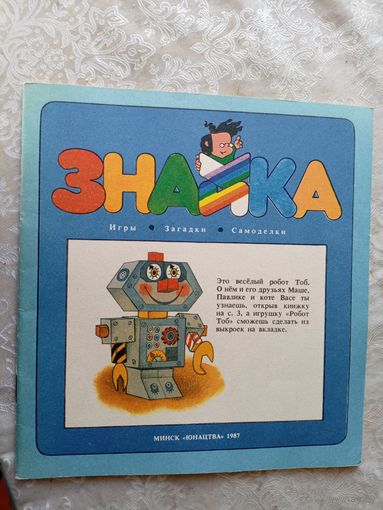 ЗНАЙКА
Игры • Загадки • Самоделки
Это весёлый робот Тоб.
О нём и его друзьях Маше,
Павлике и коте Васе ты
узнаешь, открыв книжку
на с. 3, а игрушку «Робот
Тоб» сможешь сделать из
выкроек на вкладке.
МИНСК «ЮНАЦТВА» 1987